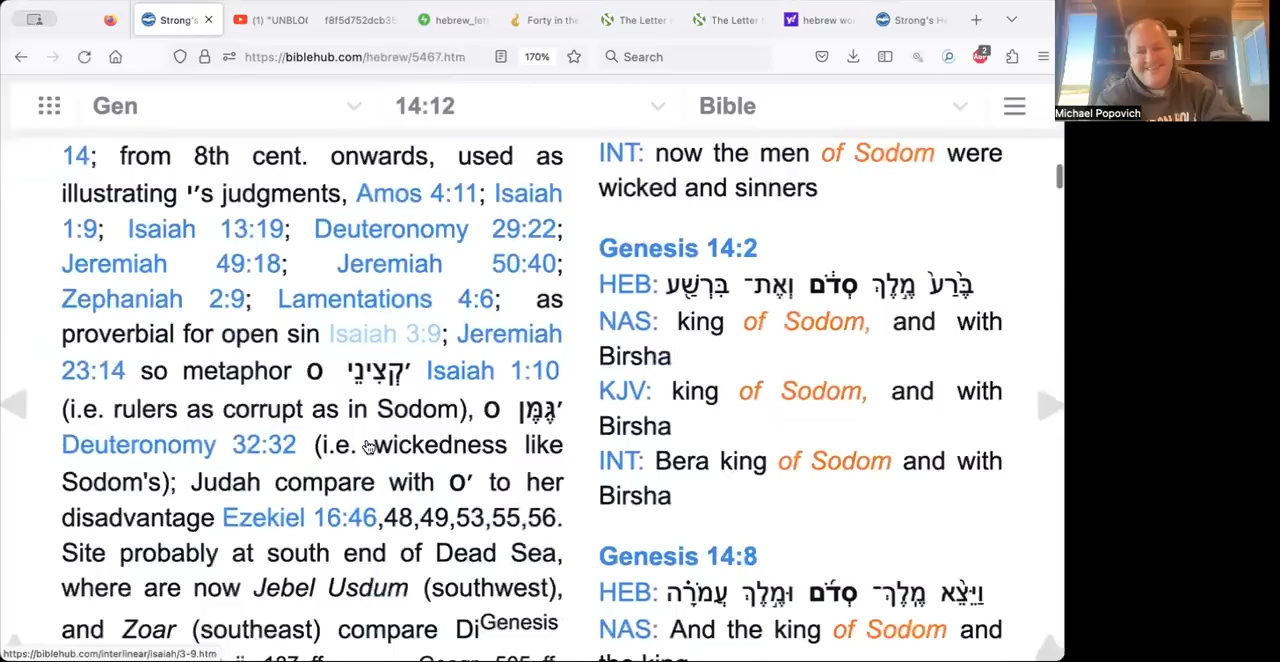 Strong's
(1) "UNBLO
f8f5d752dcb3
hebrew_let
Forty in the
The Letter
The Letter
hebrew wo
Strong's He
https://biblehub.com/hebrew/5467.htm
170%
Search
2
Michael Popovich
Gen
14:12
Bible
14; from 8th cent. onwards, used as
illustrating י׳'s judgments, Amos 4:11; Isaiah
1:9; Isaiah 13:19; Deuteronomy 29:22;
Jeremiah 49:18; Jeremiah 50:40;
Zephaniah 2:9; Lamentations 4:6; as
proverbial for open sin Isaiah 3:9; Jeremiah
23:14 so metaphor קְצִינֵי ס׳ Isaiah 1:10
(i.e. rulers as corrupt as in Sodom), גֶּמֶּן ס׳
Deuteronomy 32:32 (i.e. wickedness like
Sodom's); Judah compare with ס׳ to her
disadvantage Ezekiel 16:46,48,49,53,55,56.
Site probably at south end of Dead Sea,
where are now Jebel Usdum (southwest),
and Zoar (southeast) compare DiGenesis
INT: now the men of Sodom were
wicked and sinners
Genesis 14:2
HEB: בֶּ֙רַע֙ מֶ֣לֶךְ סְדֹ֔ם וְאֶת־ בִּרְשַׁ֖ע
NAS: king of Sodom, and with
Birsha
KJV: king of Sodom, and with
Birsha
INT: Bera king of Sodom and with
Birsha
Genesis 14:8
HEB: וַיֵּצֵ֨א מֶֽלֶךְ־ סְדֹ֜ם וּמֶ֣לֶךְ עֲמֹרָ֗ה
NAS: And the king of Sodom and
the king
https://biblehub.com/interlinear/isaiah/3-9.htm